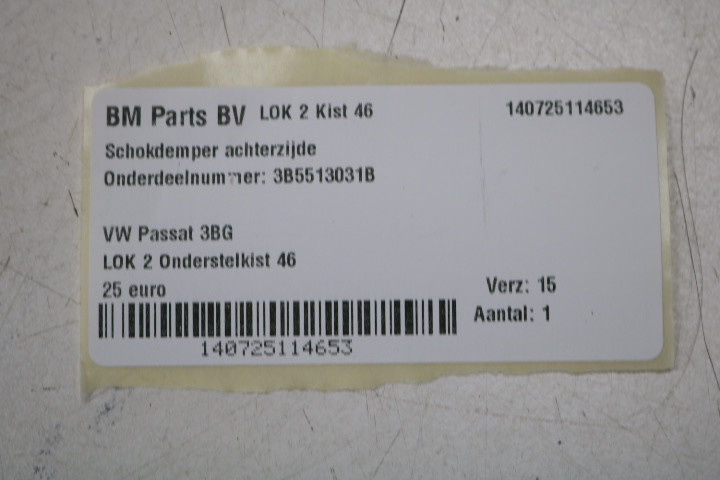 BM Parts BV LOK 2 Kist 46 140725114653
Schokdemper achterzijde
Onderdeelnummer: 3B5513031B
VW Passat 3BG
LOK 2 Onderstelkist 46
25 euro
Verz: 15
Aantal: 1
140725114653